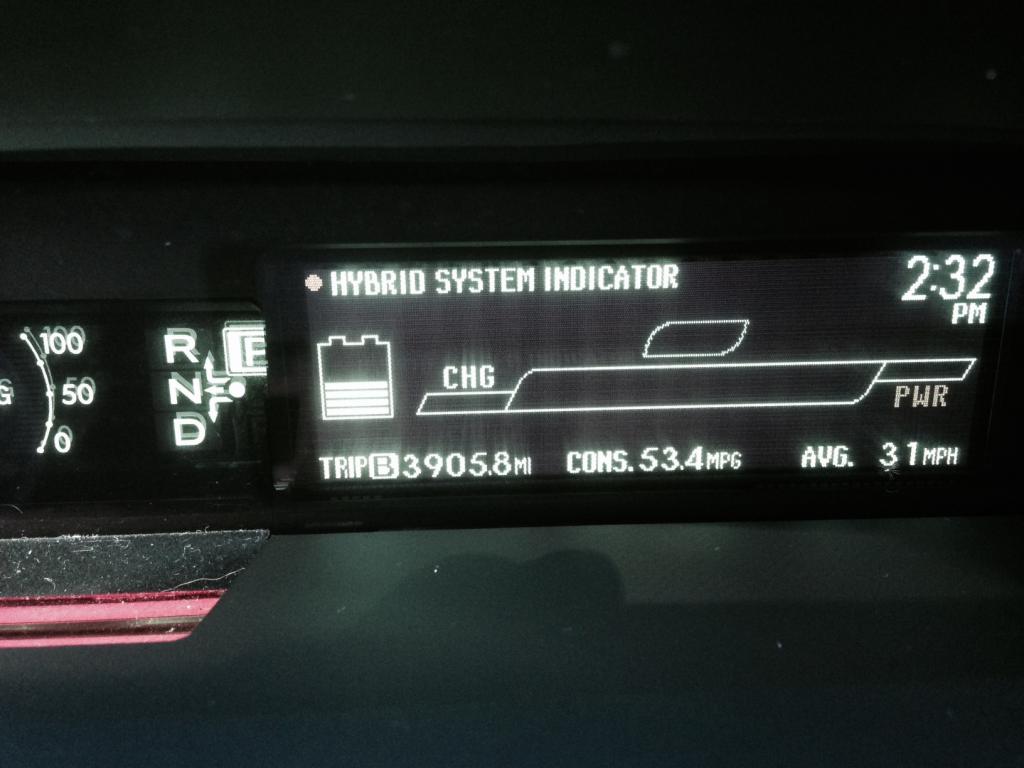 HYBRID SYSTEM INDICATOR
2:32
PM
100
50
0
G
R
N
D
CHG
PWR
TRIP B 3905.8 MI CONS. 53.4 MPG AVG. 31 MPH